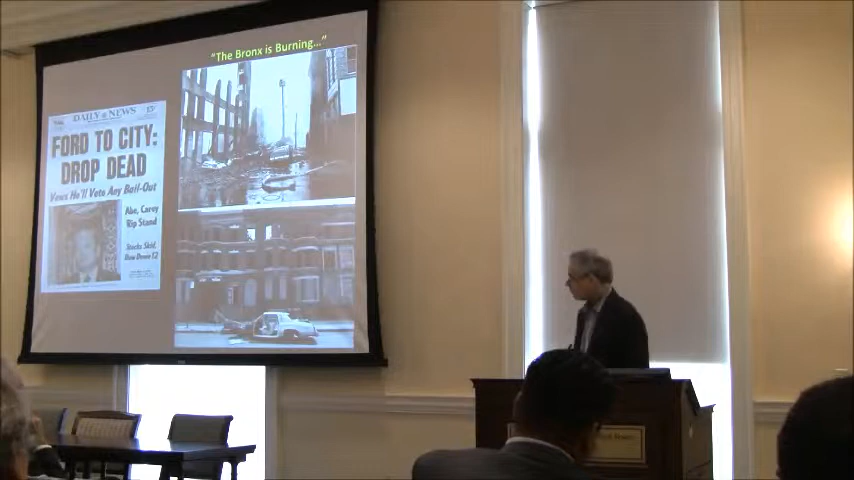 "The Bronx is Burning..."
DAILY NEWS
FORD TO CITY:
DROP DEAD
Vows He'll Veto Any Bail-Out
Abe, Carey
Rip Stand
Stocks Skid,
Dow Down 12